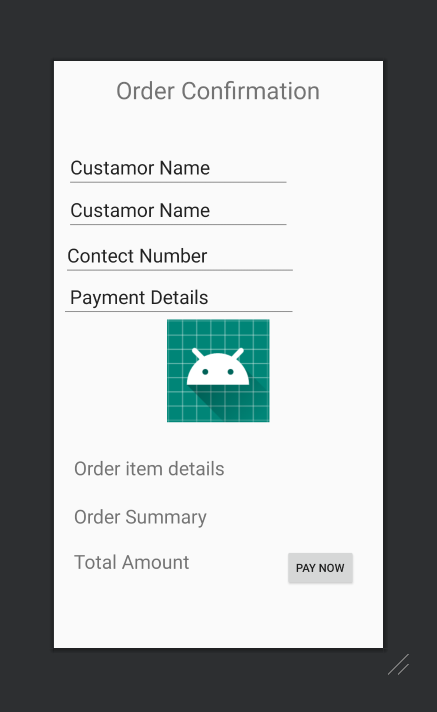 Order Confirmation
Custamor Name
Custamor Name
Contect Number
Payment Details
Order item details
Order Summary
Total Amount
PAY NOW